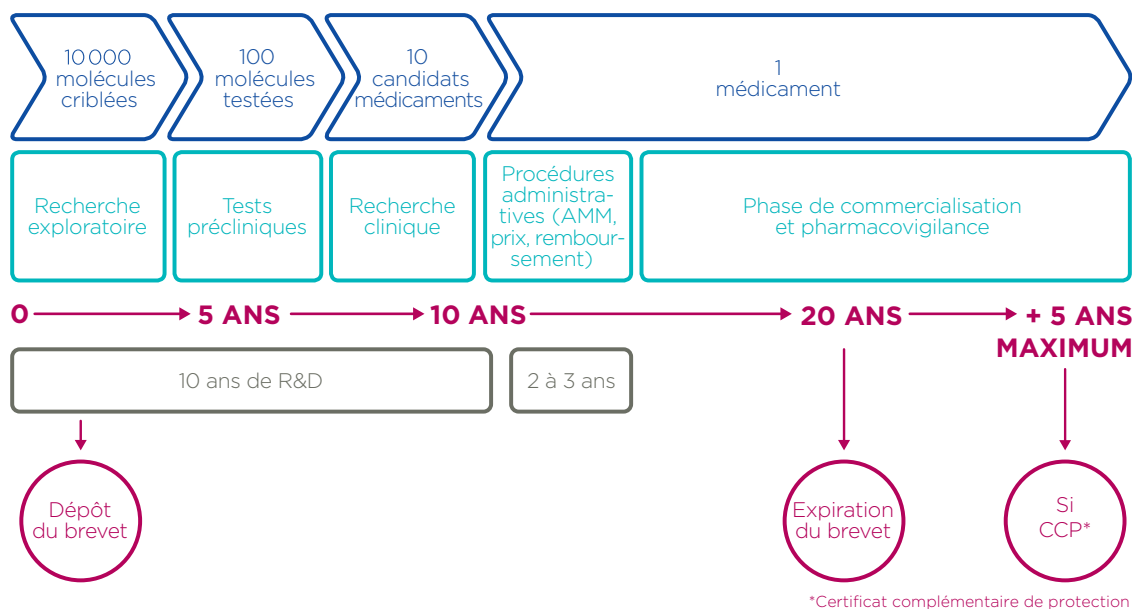 10 000
molécules
criblées
100
molécules
testées
10
candidats
médicaments
1
médicament
Recherche
exploratoire
Tests
précliniques
Recherche
clinique
Procédures
administra-
tives (AMM,
prix, rembour-
sement)
Phase de commercialisation
et pharmacovigilance
0
5 ANS
10 ANS
20 ANS
+ 5 ANS
MAXIMUM
10 ans de R&D
2 à 3 ans
Dépôt
du brevet
Expiration
du brevet
Si
CCP*
*Certificat complémentaire de protection